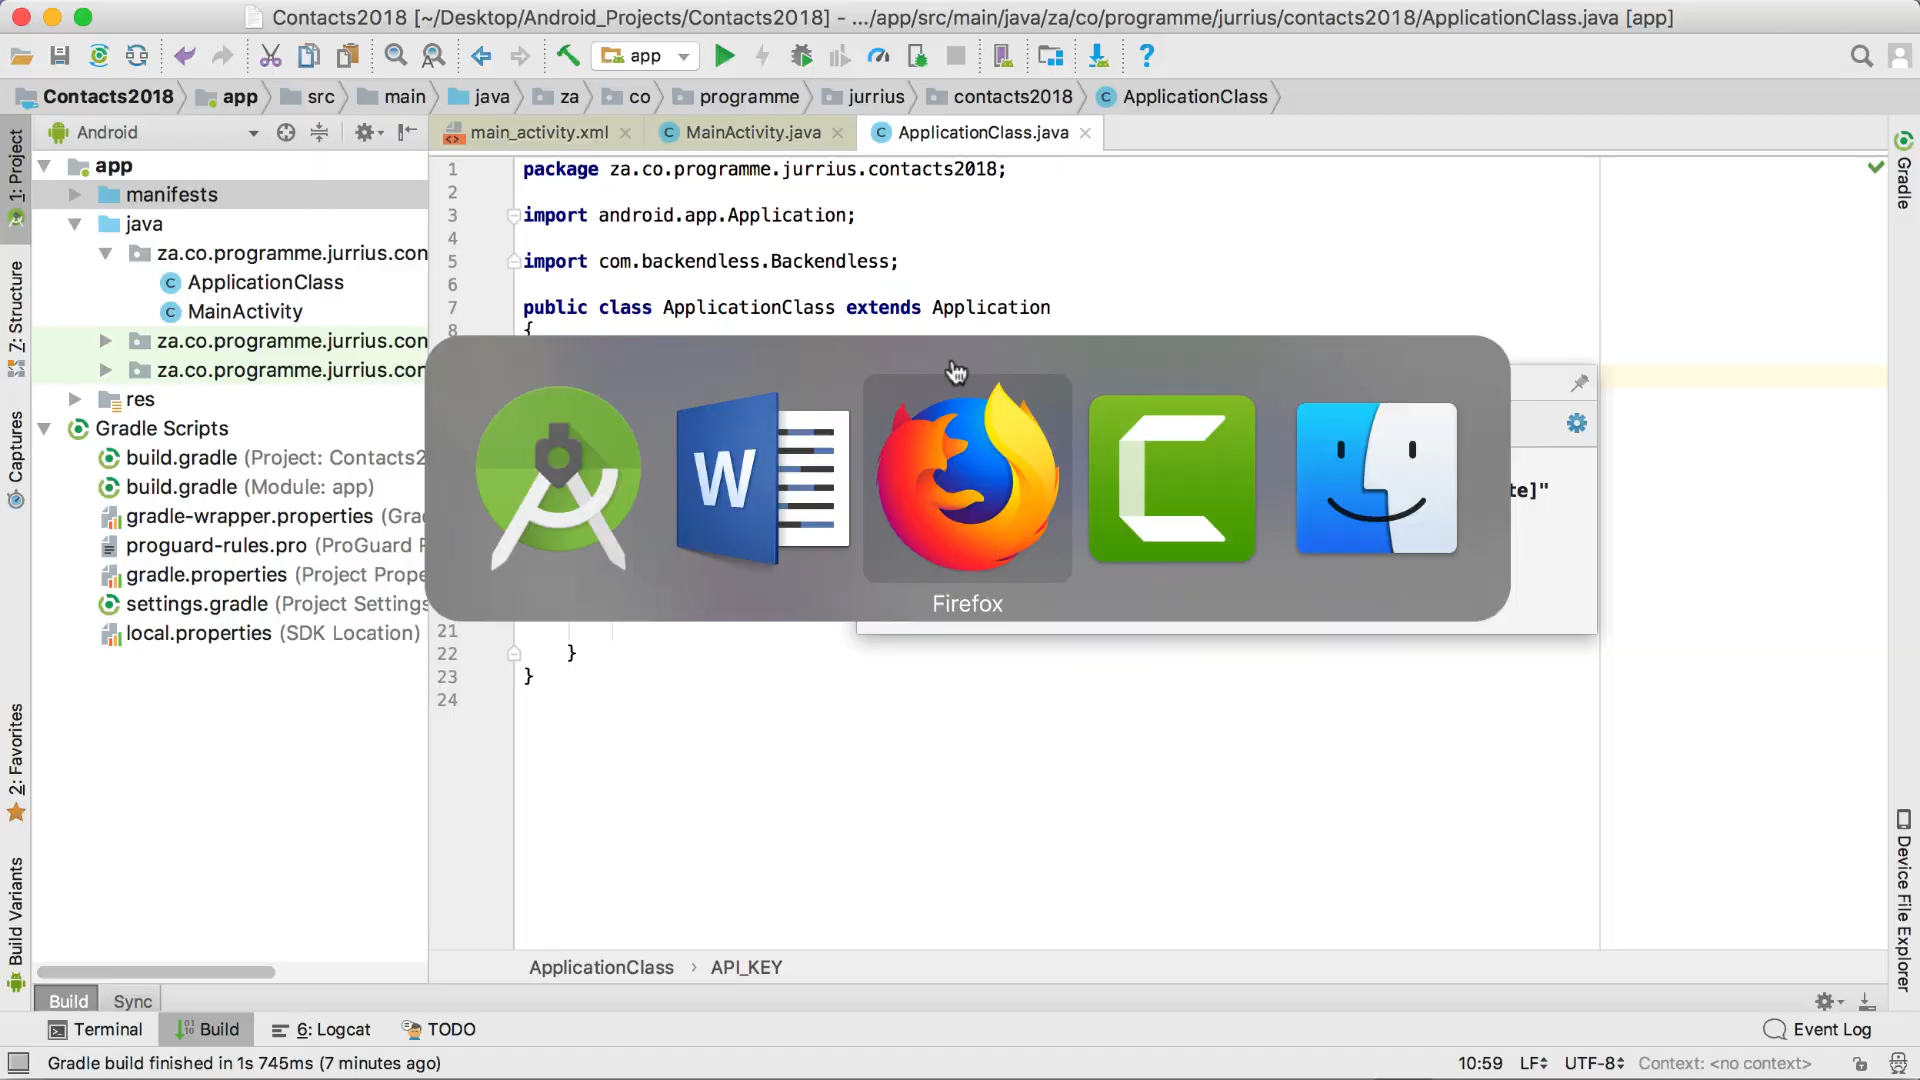 Contacts2018 [~/Desktop/Android_Projects/Contacts2018] - .../app/src/main/java/za/co/programme/jurrius/contacts2018/ApplicationClass.java [app]
app
Contacts2018 app src main java za co programme jurrius contacts2018 ApplicationClass
Android
main_activity.xml MainActivity.java ApplicationClass.java
1: Project
Z: Structure
Captures
2: Favorites
Build Variants
Gradle
Device File Explorer
app
manifests
java
za.co.programme.jurrius.con
ApplicationClass
MainActivity
za.co.programme.jurrius.con
za.co.programme.jurrius.con
res
Gradle Scripts
build.gradle (Project: Contacts2
build.gradle (Module: app)
gradle-wrapper.properties (Gra
proguard-rules.pro (ProGuard
gradle.properties (Project Prope
settings.gradle (Project Settings
local.properties (SDK Location)
1 package za.co.programme.jurrius.contacts2018;
2
3 import android.app.Application;
4
5 import com.backendless.Backendless;
6
7 public class ApplicationClass extends Application
8 {
te]"
W
Firefox
21
22 }
23 }
24
ApplicationClass › API_KEY
Build Sync
Terminal Build 6: Logcat TODO Event Log
Gradle build finished in 1s 745ms (7 minutes ago) 10:59 LF UTF-8 Context: <no context>